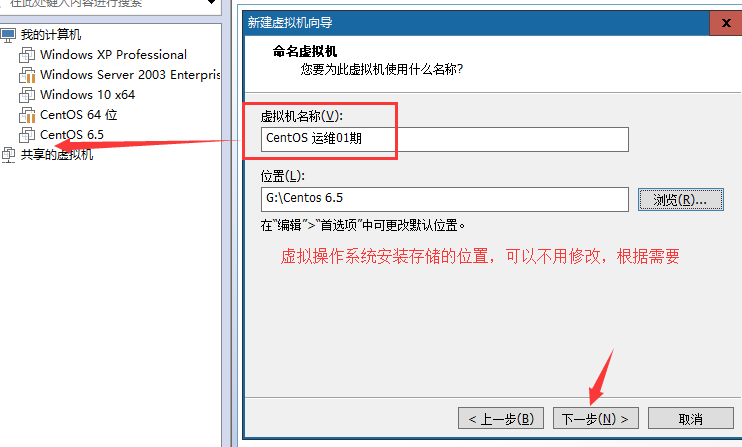 在此处键入内容进行搜索
我的计算机
Windows XP Professional
Windows Server 2003 Enterpris
Windows 10 x64
CentOS 64 位
CentOS 6.5
共享的虚拟机
新建虚拟机向导
命名虚拟机
您要为此虚拟机使用什么名称?
虚拟机名称(V):
CentOS 运维01期
位置(L):
G:\Centos 6.5
浏览(R)...
在“编辑”>“首选项”中可更改默认位置。
虚拟操作系统安装存储的位置，可以不用修改，根据需要
< 上一步(B)
下一步(N) >
取消